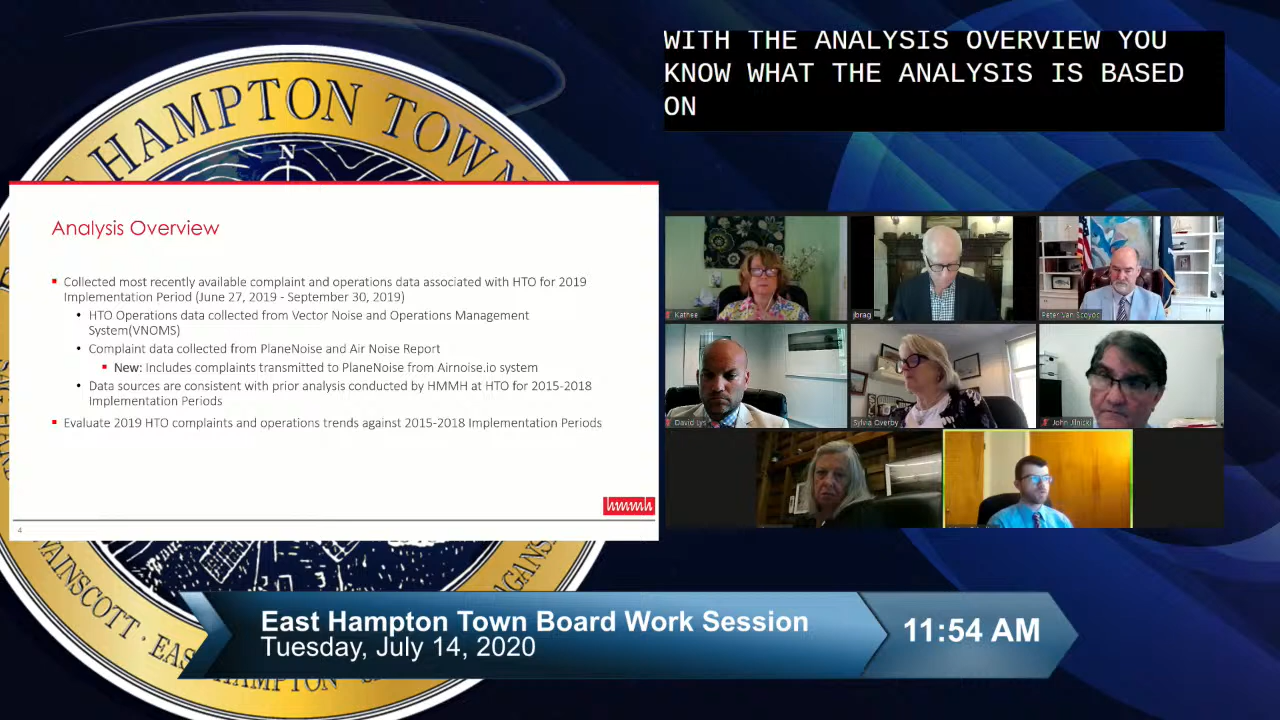 WITH THE ANALYSIS OVERVIEW YOU
KNOW WHAT THE ANALYSIS IS BASED
ON
HAMPTON TOWN
N
Analysis Overview
Collected most recently available complaint and operations data associated with HTO for 2019
Implementation Period (June 27, 2019 - September 30, 2019)
HTO Operations data collected from Vector Noise and Operations Management
System(VNOMS)
Complaint data collected from PlaneNoise and Air Noise Report
New: Includes complaints transmitted to PlaneNoise from Airnoise.io system
Data sources are consistent with prior analysis conducted by HMMH at HTO for 2015-2018
Implementation Periods
Evaluate 2019 HTO complaints and operations trends against 2015-2018 Implementation Periods
hmmh
4
Kathee
jbrag
Peter Van Scoyoc
David Lys
Sylvia Overby
John Jilnicki
WAINSCOTT · EAS
HAMPTON
East Hampton Town Board Work Session
Tuesday, July 14, 2020
11:54 AM